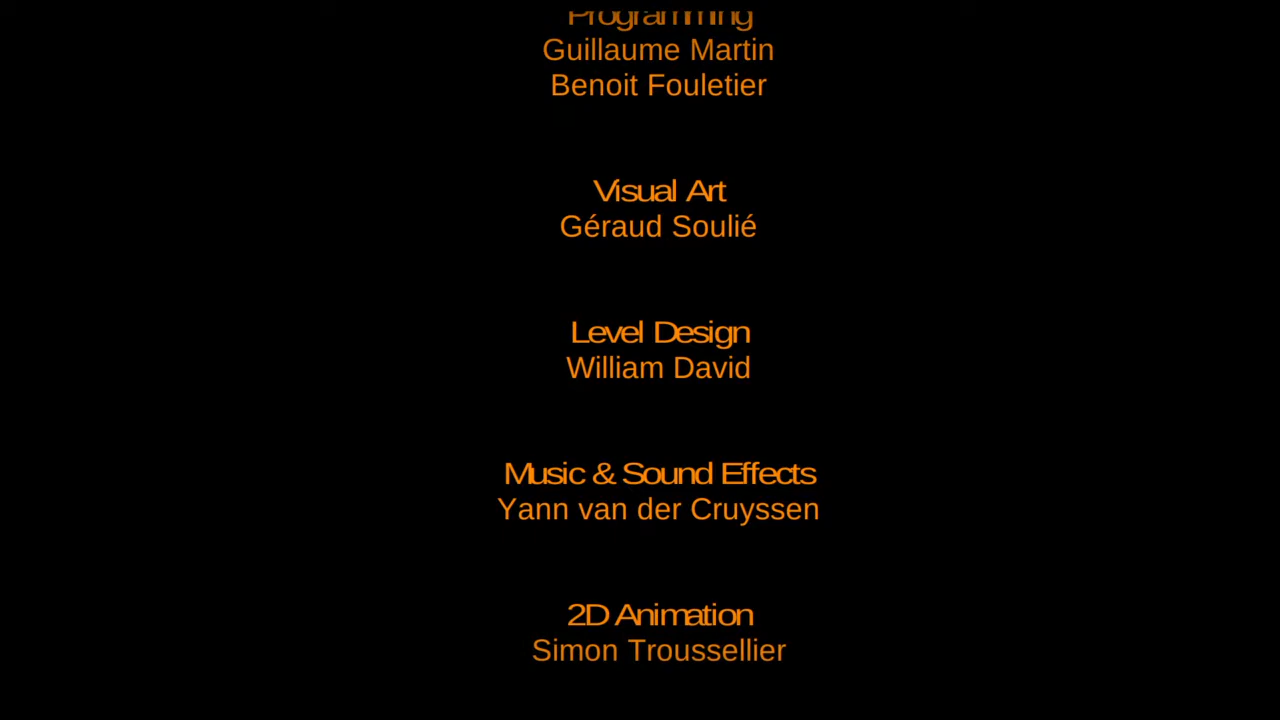 Programming
Guillaume Martin
Benoit Fouletier
Visual Art
Géraud Soulié
Level Design
William David
Music & Sound Effects
Yann van der Cruyssen
2D Animation
Simon Troussellier